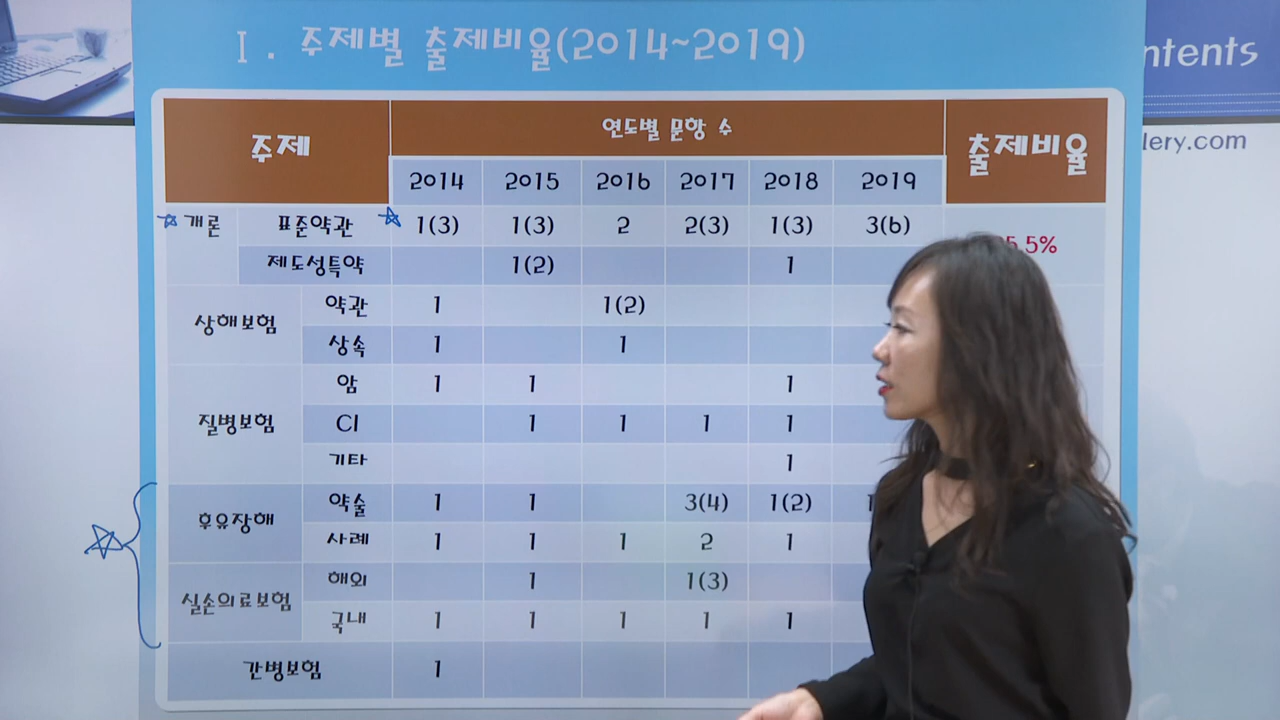 I. 주제별 출제비율(2014~2019)
ntents
lery.com
주제 연도별 문항 수 출제비율
2014 2015 2016 2017 2018 2019
개론 표준약관 1(3) 1(3) 2 2(3) 1(3) 3(6)
5.5%
제도성특약 1(2) 1
상해보험 약관 1 1(2)
상속 1 1
질병보험 암 1 1 1
CI 1 1 1 1
기타 1
후유장해 약술 1 1 3(4) 1(2) 1
사례 1 1 1 2 1
실손의료보험 해외 1 1(3)
국내 1 1 1 1 1
간병보험 1